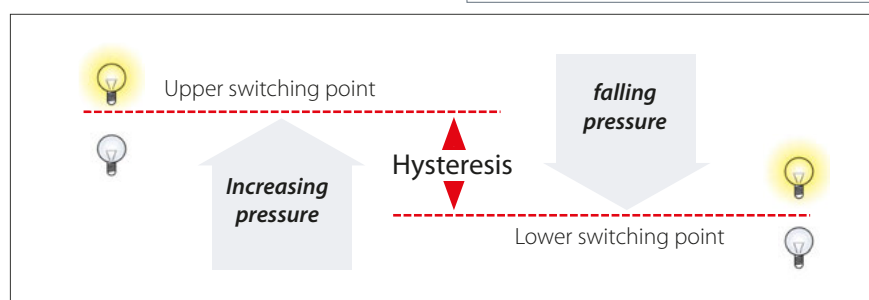 Upper switching point
falling
pressure
Hysteresis
Increasing
pressure
Lower switching point